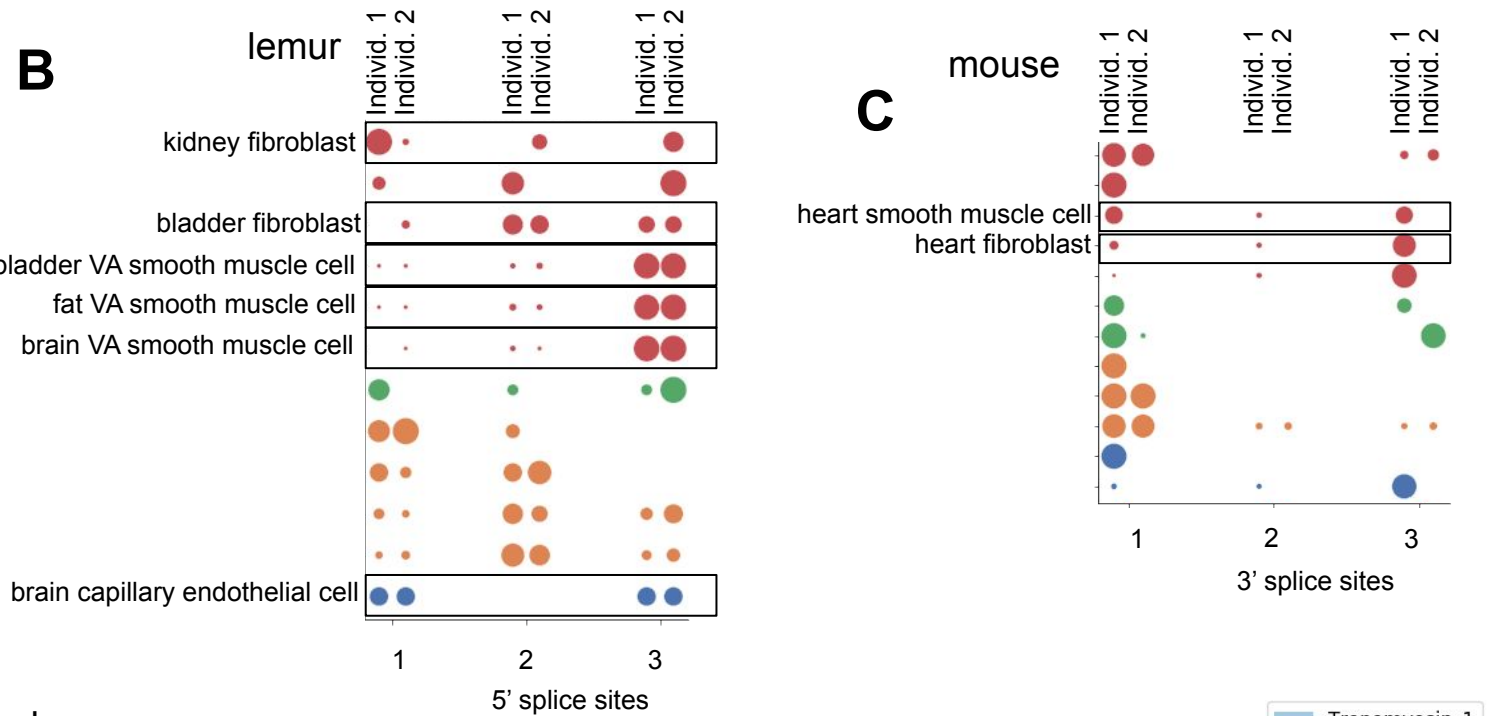 B
lemur
Individ. 1
Individ. 2
Individ. 1
Individ. 2
Individ. 1
Individ. 2
kidney fibroblast
bladder fibroblast
bladder VA smooth muscle cell
fat VA smooth muscle cell
brain VA smooth muscle cell
brain capillary endothelial cell
1 2 3
5’ splice sites
C
mouse
Individ. 1
Individ. 2
Individ. 1
Individ. 2
Individ. 1
Individ. 2
heart smooth muscle cell
heart fibroblast
1 2 3
3’ splice sites